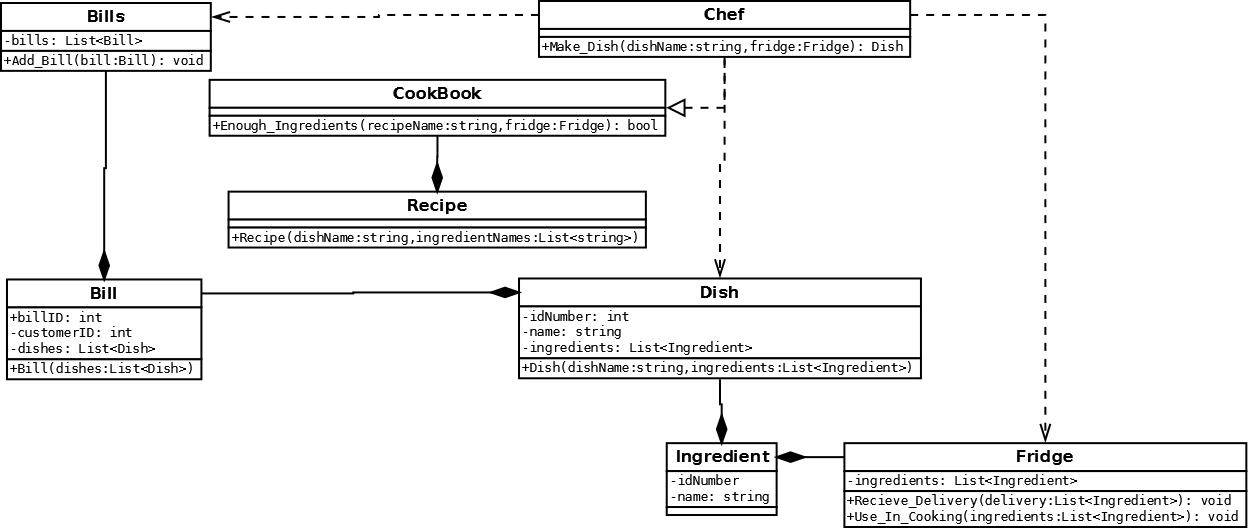 Bills
-bills: List<Bill>
+Add_Bill(bill:Bill): void
Chef
+Make_Dish(dishName:string,fridge:Fridge): Dish
CookBook
+Enough_Ingredients(recipeName:string,fridge:Fridge): bool
Recipe
+Recipe(dishName:string,ingredientNames:List<string>)
Bill
+billID: int
-customerID: int
-dishes: List<Dish>
+Bill(dishes:List<Dish>)
Dish
-idNumber: int
-name: string
-ingredients: List<Ingredient>
+Dish(dishName:string,ingredients:List<Ingredient>)
Ingredient
-idNumber
-name: string
Fridge
-ingredients: List<Ingredient>
+Recieve_Delivery(delivery:List<Ingredient>): void
+Use_In_Cooking(ingredients:List<Ingredient>): void